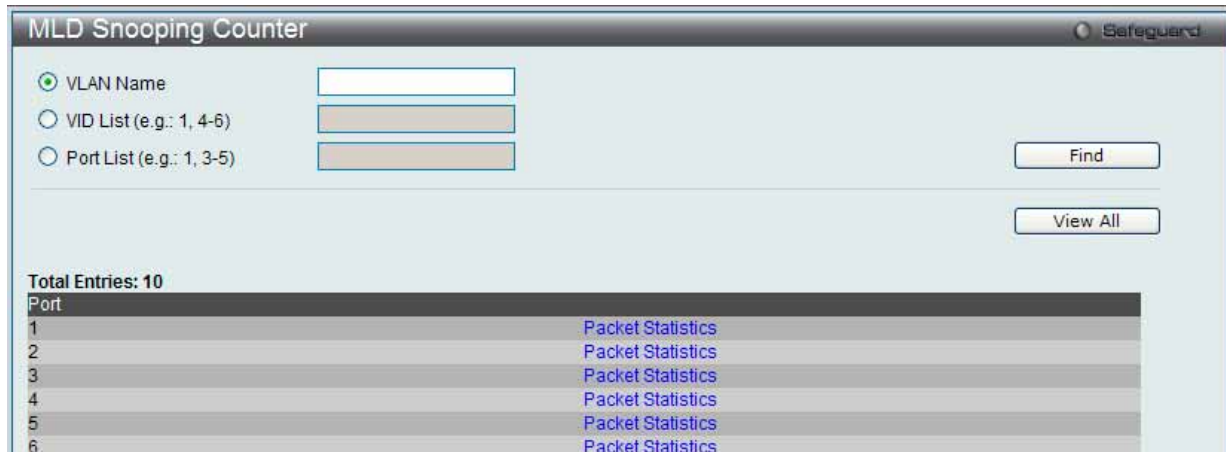 MLD Snooping Counter
Safeguard
VLAN Name
VID List (e.g.: 1, 4-6)
Port List (e.g.: 1, 3-5)
Find
View All
Total Entries: 10
Port
1 Packet Statistics
2 Packet Statistics
3 Packet Statistics
4 Packet Statistics
5 Packet Statistics
6 Packet Statistics